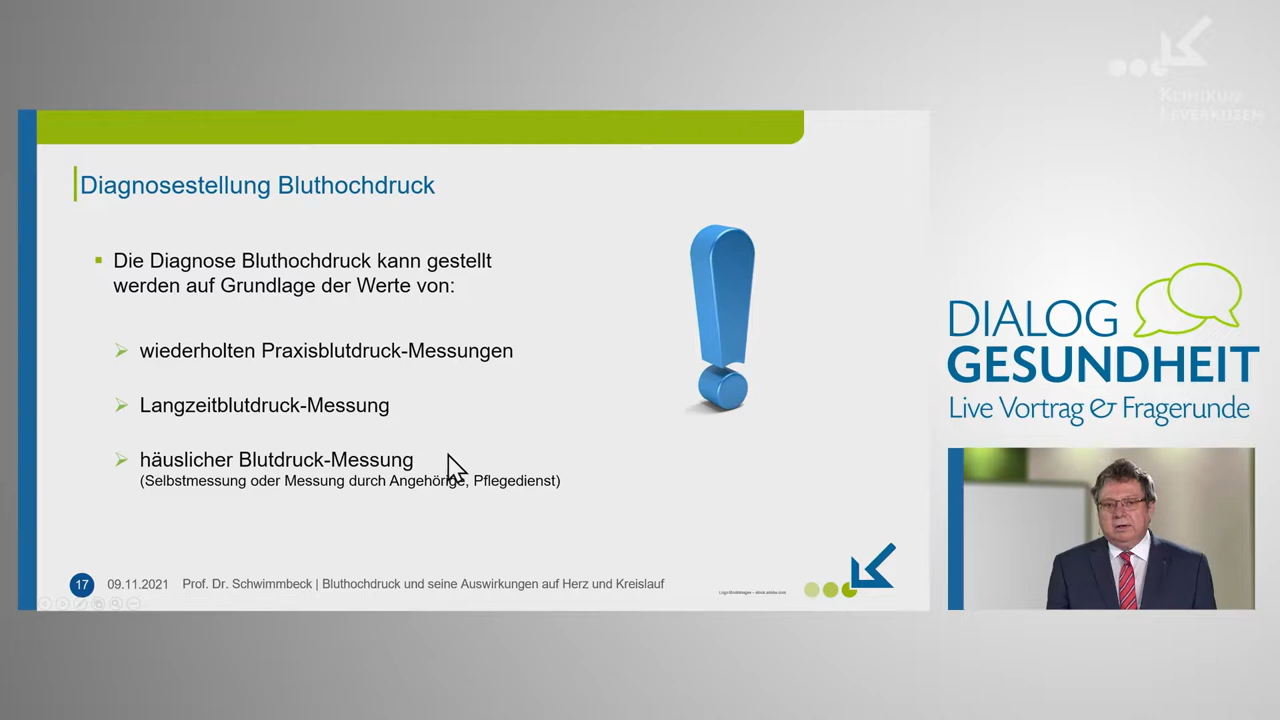 KLINIKUM
LEVERKUSEN
Diagnosestellung Bluthochdruck
Die Diagnose Bluthochdruck kann gestellt
werden auf Grundlage der Werte von:
wiederholten Praxisblutdruck-Messungen
Langzeitblutdruck-Messung
häuslicher Blutdruck-Messung
(Selbstmessung oder Messung durch Angehörige, Pflegedienst)
17 09.11.2021 Prof. Dr. Schwimmbeck | Bluthochdruck und seine Auswirkungen auf Herz und Kreislauf
DIALOG
GESUNDHEIT
Live Vortrag & Fragerunde